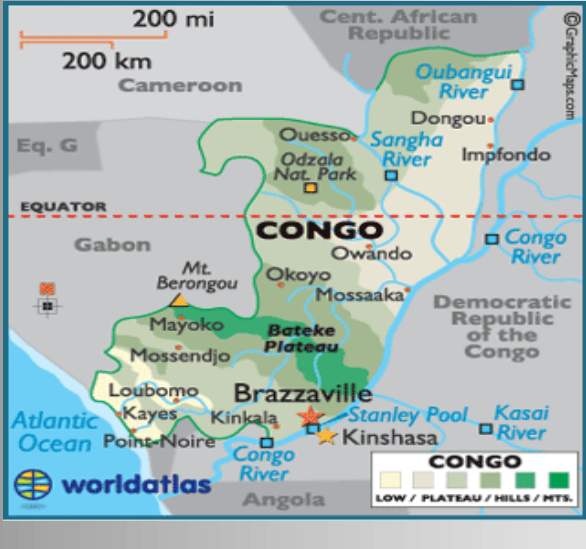 200 mi
200 km
Cent. African
Republic
©GraphicMaps.com
Cameroon
Oubangui
River
Dongou
Eq. G
Ouesso
Sangha
River
Impfondo
Odzala
Nat. Park
EQUATOR
CONGO
Gabon
Owando
Congo
River
Mt.
Berongou
Okoyo
Mossaaka
Democratic
Republic
of the
Congo
Mayoko
Bateke
Plateau
Mossendjo
Loubomo
Brazzaville
Atlantic
Ocean
Kayes
Kinkala
Stanley Pool
Kasai
River
Point-Noire
Kinshasa
Congo
River
CONGO
LOW / PLATEAU / HILLS / MTS.
worldatlas
Angola